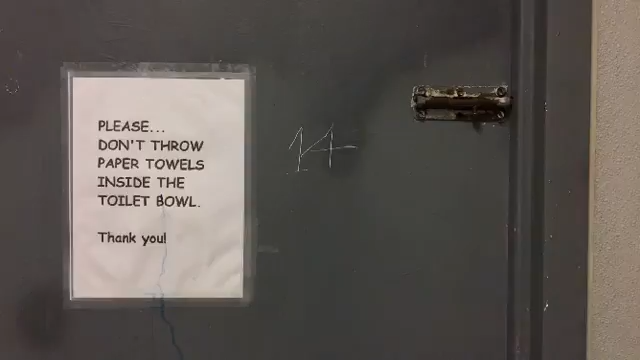 PLEASE...
DON'T THROW
PAPER TOWELS
INSIDE THE
TOILET BOWL.
Thank you!
14